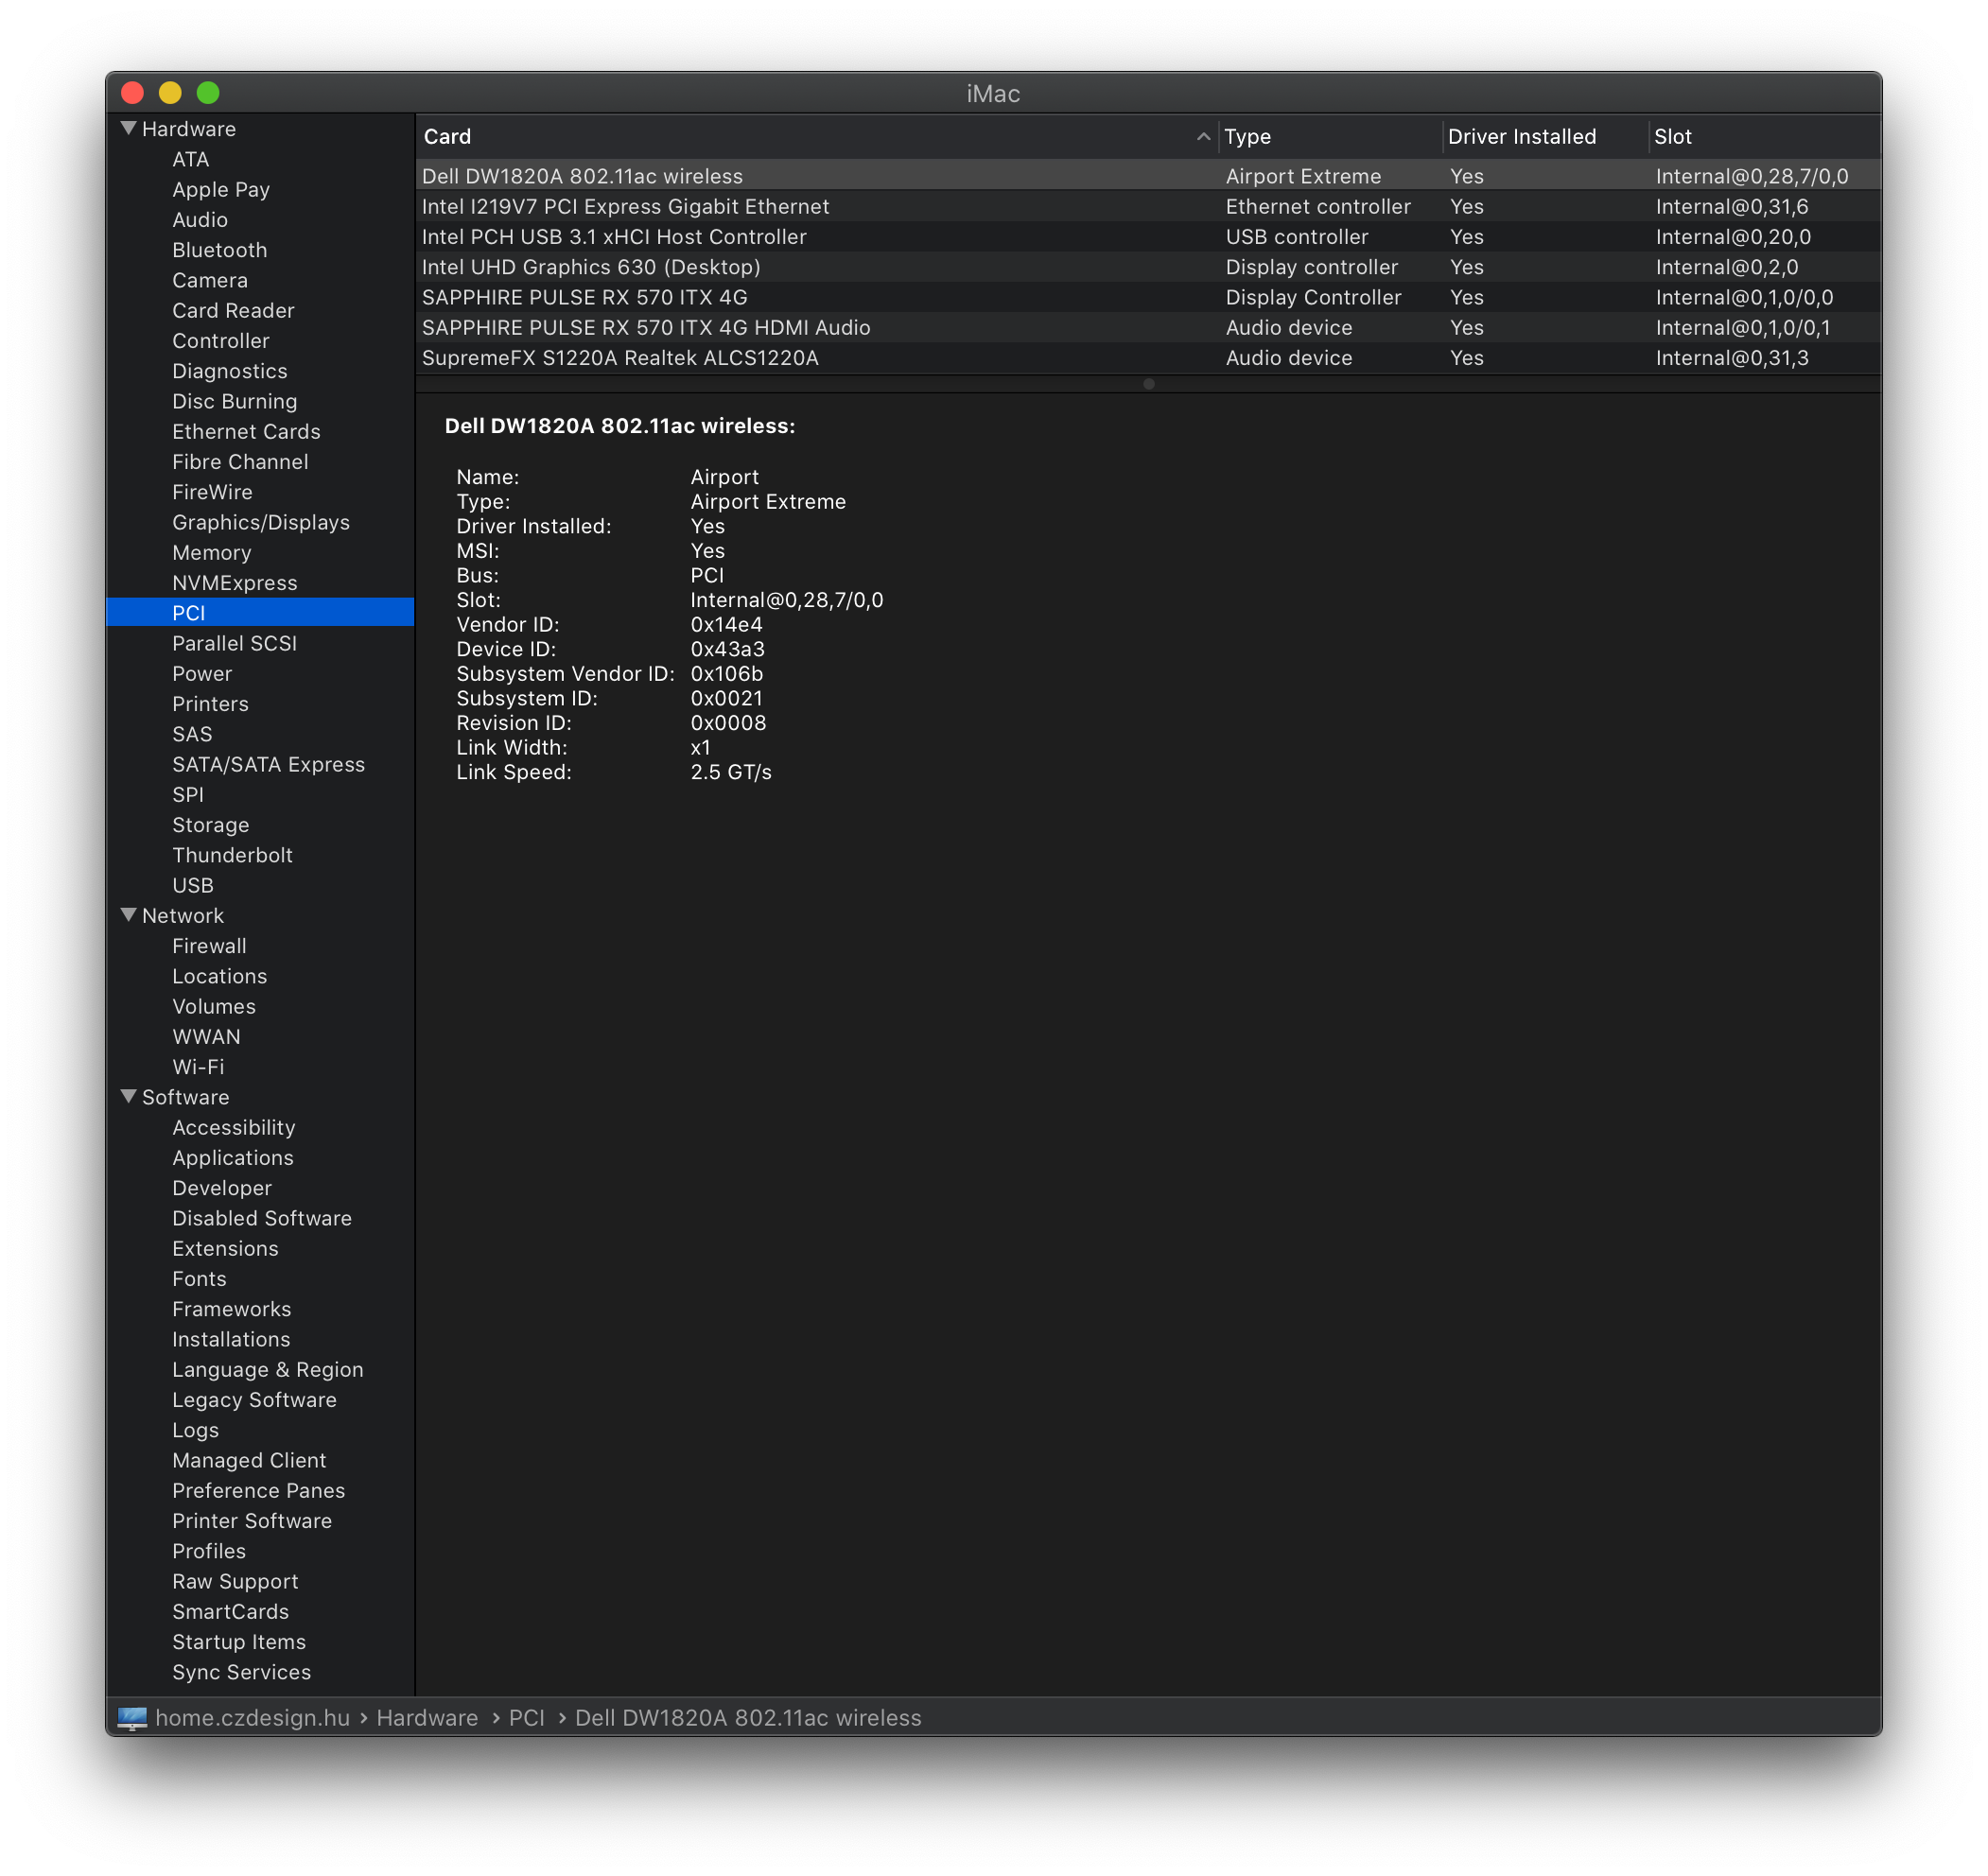 iMac
Hardware
ATA
Apple Pay
Audio
Bluetooth
Camera
Card Reader
Controller
Diagnostics
Disc Burning
Ethernet Cards
Fibre Channel
FireWire
Graphics/Displays
Memory
NVMExpress
PCI
Parallel SCSI
Power
Printers
SAS
SATA/SATA Express
SPI
Storage
Thunderbolt
USB
Network
Firewall
Locations
Volumes
WWAN
Wi-Fi
Software
Accessibility
Applications
Developer
Disabled Software
Extensions
Fonts
Frameworks
Installations
Language & Region
Legacy Software
Logs
Managed Client
Preference Panes
Printer Software
Profiles
Raw Support
SmartCards
Startup Items
Sync Services
Card Type Driver Installed Slot
Dell DW1820A 802.11ac wireless Airport Extreme Yes Internal@0,28,7/0,0
Intel I219V7 PCI Express Gigabit Ethernet Ethernet controller Yes Internal@0,31,6
Intel PCH USB 3.1 xHCI Host Controller USB controller Yes Internal@0,20,0
Intel UHD Graphics 630 (Desktop) Display controller Yes Internal@0,2,0
SAPPHIRE PULSE RX 570 ITX 4G Display Controller Yes Internal@0,1,0/0,0
SAPPHIRE PULSE RX 570 ITX 4G HDMI Audio Audio device Yes Internal@0,1,0/0,1
SupremeFX S1220A Realtek ALCS1220A Audio device Yes Internal@0,31,3
Dell DW1820A 802.11ac wireless:
Name: Airport
Type: Airport Extreme
Driver Installed: Yes
MSI: Yes
Bus: PCI
Slot: Internal@0,28,7/0,0
Vendor ID: 0x14e4
Device ID: 0x43a3
Subsystem Vendor ID: 0x106b
Subsystem ID: 0x0021
Revision ID: 0x0008
Link Width: x1
Link Speed: 2.5 GT/s
home.czdesign.hu › Hardware › PCI › Dell DW1820A 802.11ac wireless